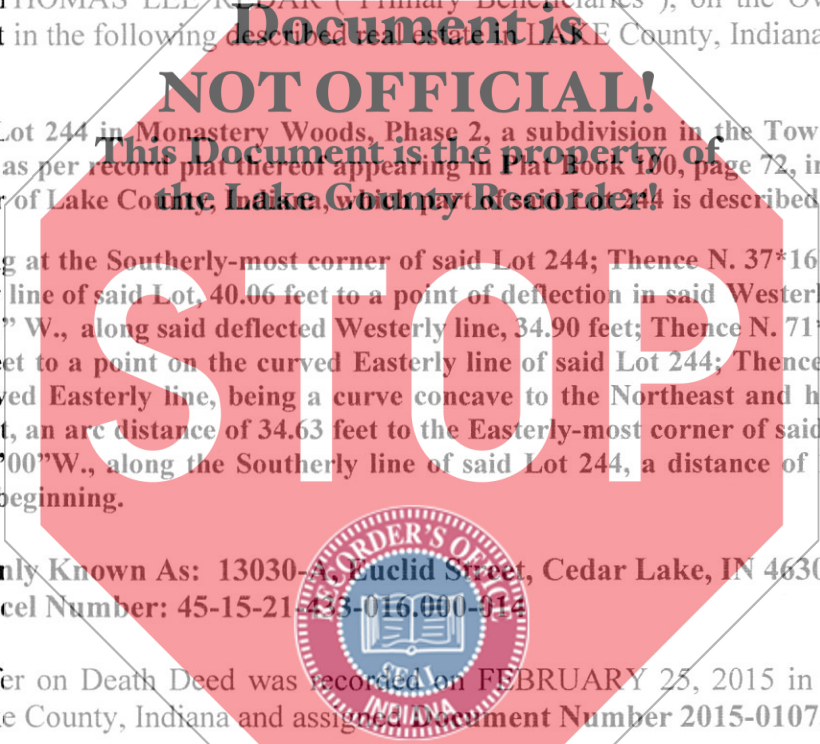 THOMAS LEE KEDAR ("Primary Beneficiaries"), on the Ow
Document is
t in the following described real estate in LAKE County, Indiana
NOT OFFICIAL!
Lot 244 in Monastery Woods, Phase 2, a subdivision in the Tow
This Document is the property of
as per record plat thereof appearing in Plat Book 100, page 72, in
the Lake County Recorder!
r of Lake County, Indiana, which part of said Lot 244 is described
g at the Southerly-most corner of said Lot 244; Thence N. 37*16
line of said Lot, 40.06 feet to a point of deflection in said Westerl
" W., along said deflected Westerly line, 34.90 feet; Thence N. 71*
et to a point on the curved Easterly line of said Lot 244; Thence
ved Easterly line, being a curve concave to the Northeast and h
t, an arc distance of 34.63 feet to the Easterly-most corner of said
'00"W., along the Southerly line of said Lot 244, a distance of
beginning.
STOP
nly Known As: 13030-A, Euclid Street, Cedar Lake, IN 4630
cel Number: 45-15-21-433-016.000-014
RECORDER'S OFFICE
SEAL
INDIANA
er on Death Deed was recorded on FEBRUARY 25, 2015 in
e County, Indiana and assigned Document Number 2015-0107